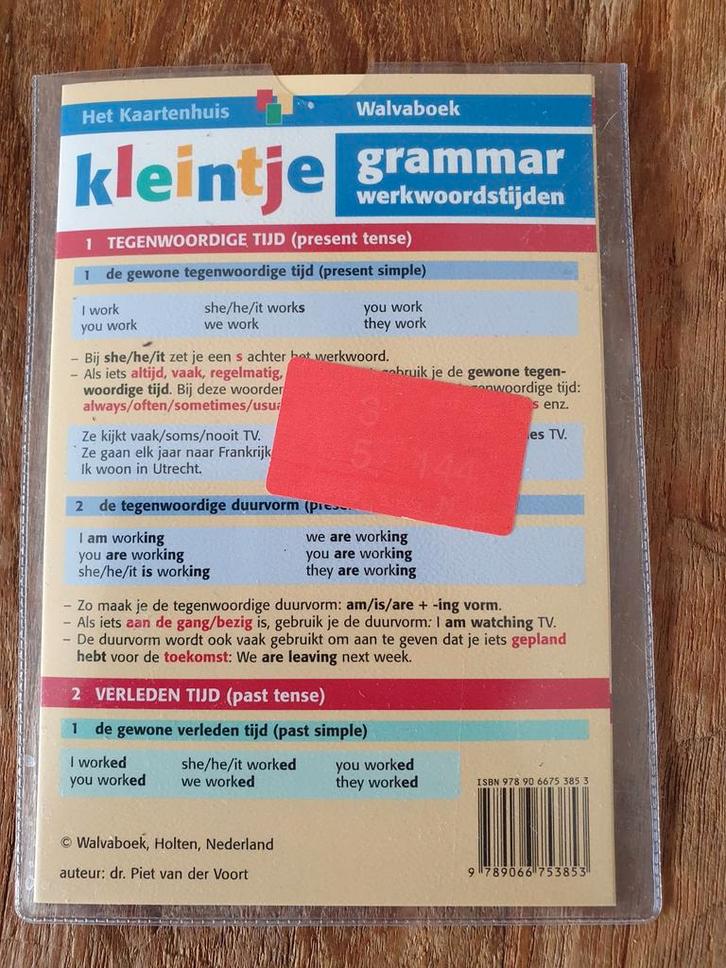 Het Kaartenhuis Walvaboek
kleintje grammar
werkwoordstijden
1 TEGENWOORDIGE TIJD (present tense)
1 de gewone tegenwoordige tijd (present simple)
I work she/he/it works you work
you work we work they work
– Bij she/he/it zet je een s achter het werkwoord.
– Als iets altijd, vaak, regelmatig, gebruik je de gewone tegen-
woordige tijd. Bij deze woorden tegenwoordige tijd:
always/often/sometimes/usua s enz.
Ze kijkt vaak/soms/nooit TV. es TV.
Ze gaan elk jaar naar Frankrijk
Ik woon in Utrecht.
2 de tegenwoordige duurvorm (prese
I am working we are working
you are working you are working
she/he/it is working they are working
– Zo maak je de tegenwoordige duurvorm: am/is/are + -ing vorm.
– Als iets aan de gang/bezig is, gebruik je de duurvorm: I am watching TV.
– De duurvorm wordt ook vaak gebruikt om aan te geven dat je iets gepland
hebt voor de toekomst: We are leaving next week.
2 VERLEDEN TIJD (past tense)
1 de gewone verleden tijd (past simple)
I worked she/he/it worked you worked
you worked we worked they worked
ISBN 978 90 6675 385 3
© Walvaboek, Holten, Nederland
auteur: dr. Piet van der Voort
9 789066 753853